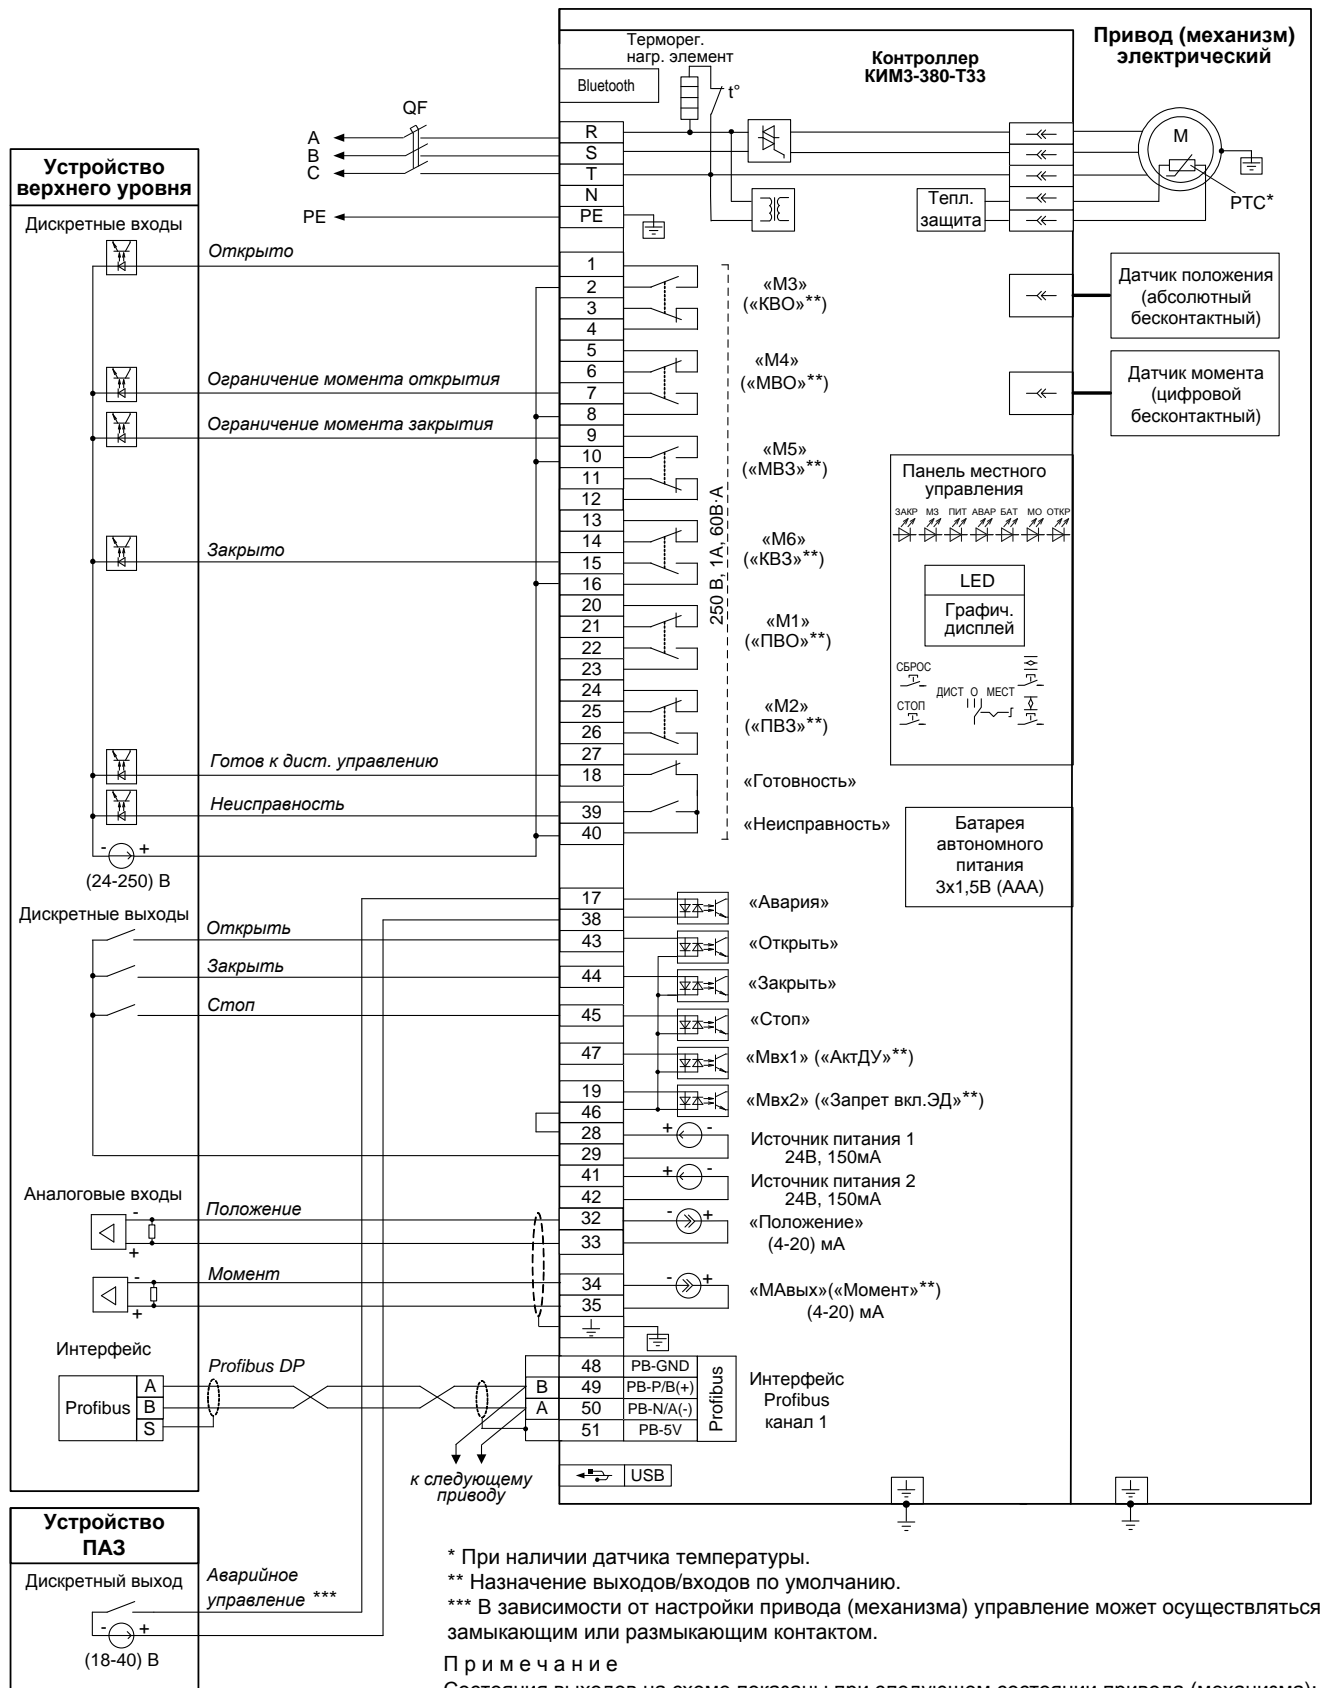 Привод (механизм)
электрический
Терморег.
нагр. элемент
Контроллер
КИМ3-380-Т33
Bluetooth
t°
QF
A
B
C
PE
R
S
T
N
PE
M
PTC*
Тепл.
защита
Устройство
верхнего уровня
Дискретные входы
Открыто
1
2
3
4
«М3»
(«КВО»**)
Датчик положения
(абсолютный
бесконтактный)
5
6
7
8
«М4»
(«МВО»**)
Ограничение момента открытия
Датчик момента
(цифровой
бесконтактный)
Ограничение момента закрытия
9
10
11
12
«М5»
(«МВЗ»**)
250 В, 1А, 60В·А
Панель местного
управления
ЗАКР МЗ ПИТ АВАР БАТ МО ОТКР
Закрыто
13
14
15
16
«М6»
(«КВЗ»**)
LED
Графич.
дисплей
20
21
22
23
«М1»
(«ПВО»**)
СБРОС
ДИСТ О МЕСТ
СТОП
24
25
26
27
«М2»
(«ПВЗ»**)
Готов к дист. управлению
18
«Готовность»
Неисправность
39
40
«Неисправность»
Батарея
автономного
питания
3х1,5В (ААА)
- +
(24-250) В
Дискретные выходы
17
38
«Авария»
Открыть
43
«Открыть»
Закрыть
44
«Закрыть»
Стоп
45
«Стоп»
47
«Мвх1» («АктДУ»**)
19
46
«Мвх2» («Запрет вкл.ЭД»**)
28
29
+ -
Источник питания 1
24В, 150мА
41
42
+ -
Источник питания 2
24В, 150мА
Аналоговые входы
Положение
-
+
32
33
- +
«Положение»
(4-20) мА
Момент
-
+
34
35
- +
«МАвых»(«Момент»**)
(4-20) мА
Интерфейс
Profibus DP
Profibus
A
B
S
B
A
48 PB-GND
49 PB-P/B(+)
50 PB-N/A(-)
51 PB-5V
Profibus
Интерфейс
Profibus
канал 1
к следующему
приводу
USB
Устройство
ПАЗ
Дискретный выход
Аварийное
управление ***
- +
(18-40) В
* При наличии датчика температуры.
** Назначение выходов/входов по умолчанию.
*** В зависимости от настройки привода (механизма) управление может осуществляться
замыкающим или размыкающим контактом.
Примечание
Состояния выходов на схеме показаны при следующем состоянии привода (механизма):